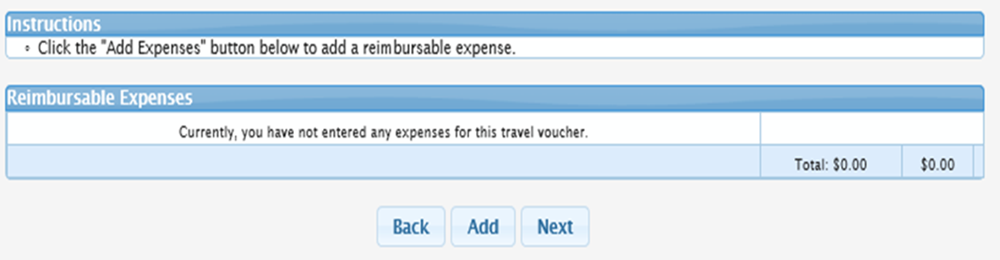 Instructions
◦ Click the "Add Expenses" button below to add a reimbursable expense.
Reimbursable Expenses
Currently, you have not entered any expenses for this travel voucher.
Total: $0.00 $0.00
Back Add Next